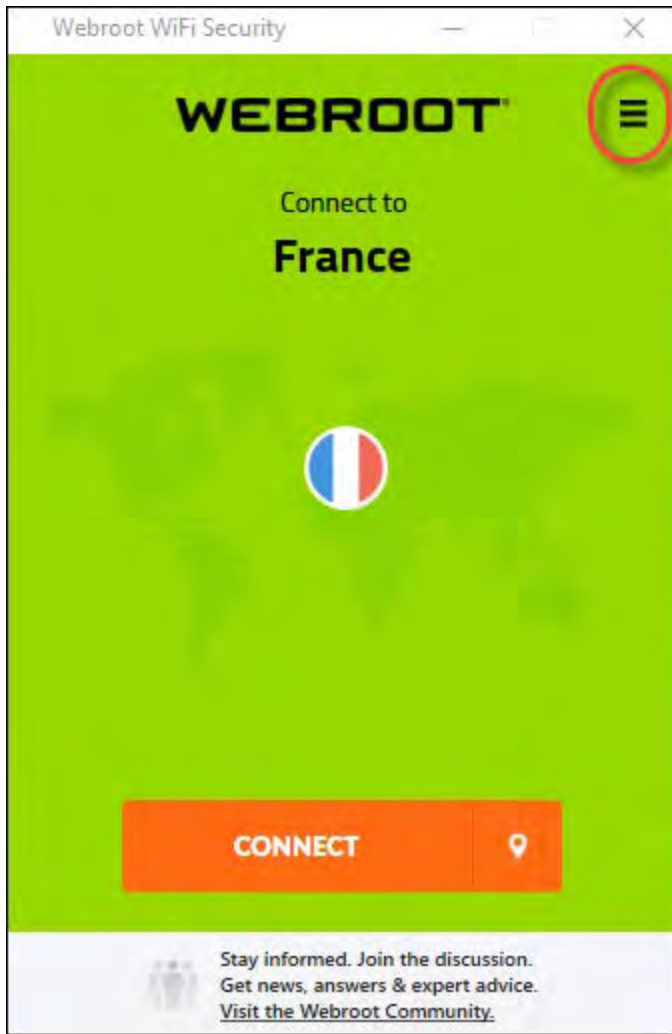 Webroot WiFi Security
WEBROOT®
Connect to
France
CONNECT
Stay informed. Join the discussion.
Get news, answers & expert advice.
Visit the Webroot Community.